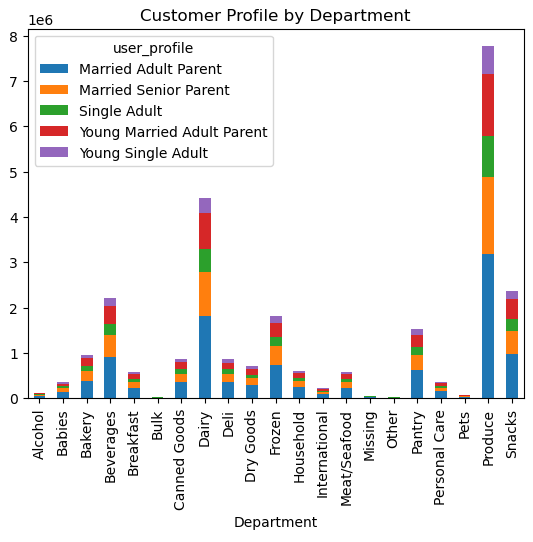 Customer Profile by Department
1e6
8
7
6
5
4
3
2
1
0
user_profile
Married Adult Parent
Married Senior Parent
Single Adult
Young Married Adult Parent
Young Single Adult
Alcohol
Babies
Bakery
Beverages
Breakfast
Bulk
Canned Goods
Dairy
Deli
Dry Goods
Frozen
Household
International
Meat/Seafood
Missing
Other
Pantry
Personal Care
Pets
Produce
Snacks
Department